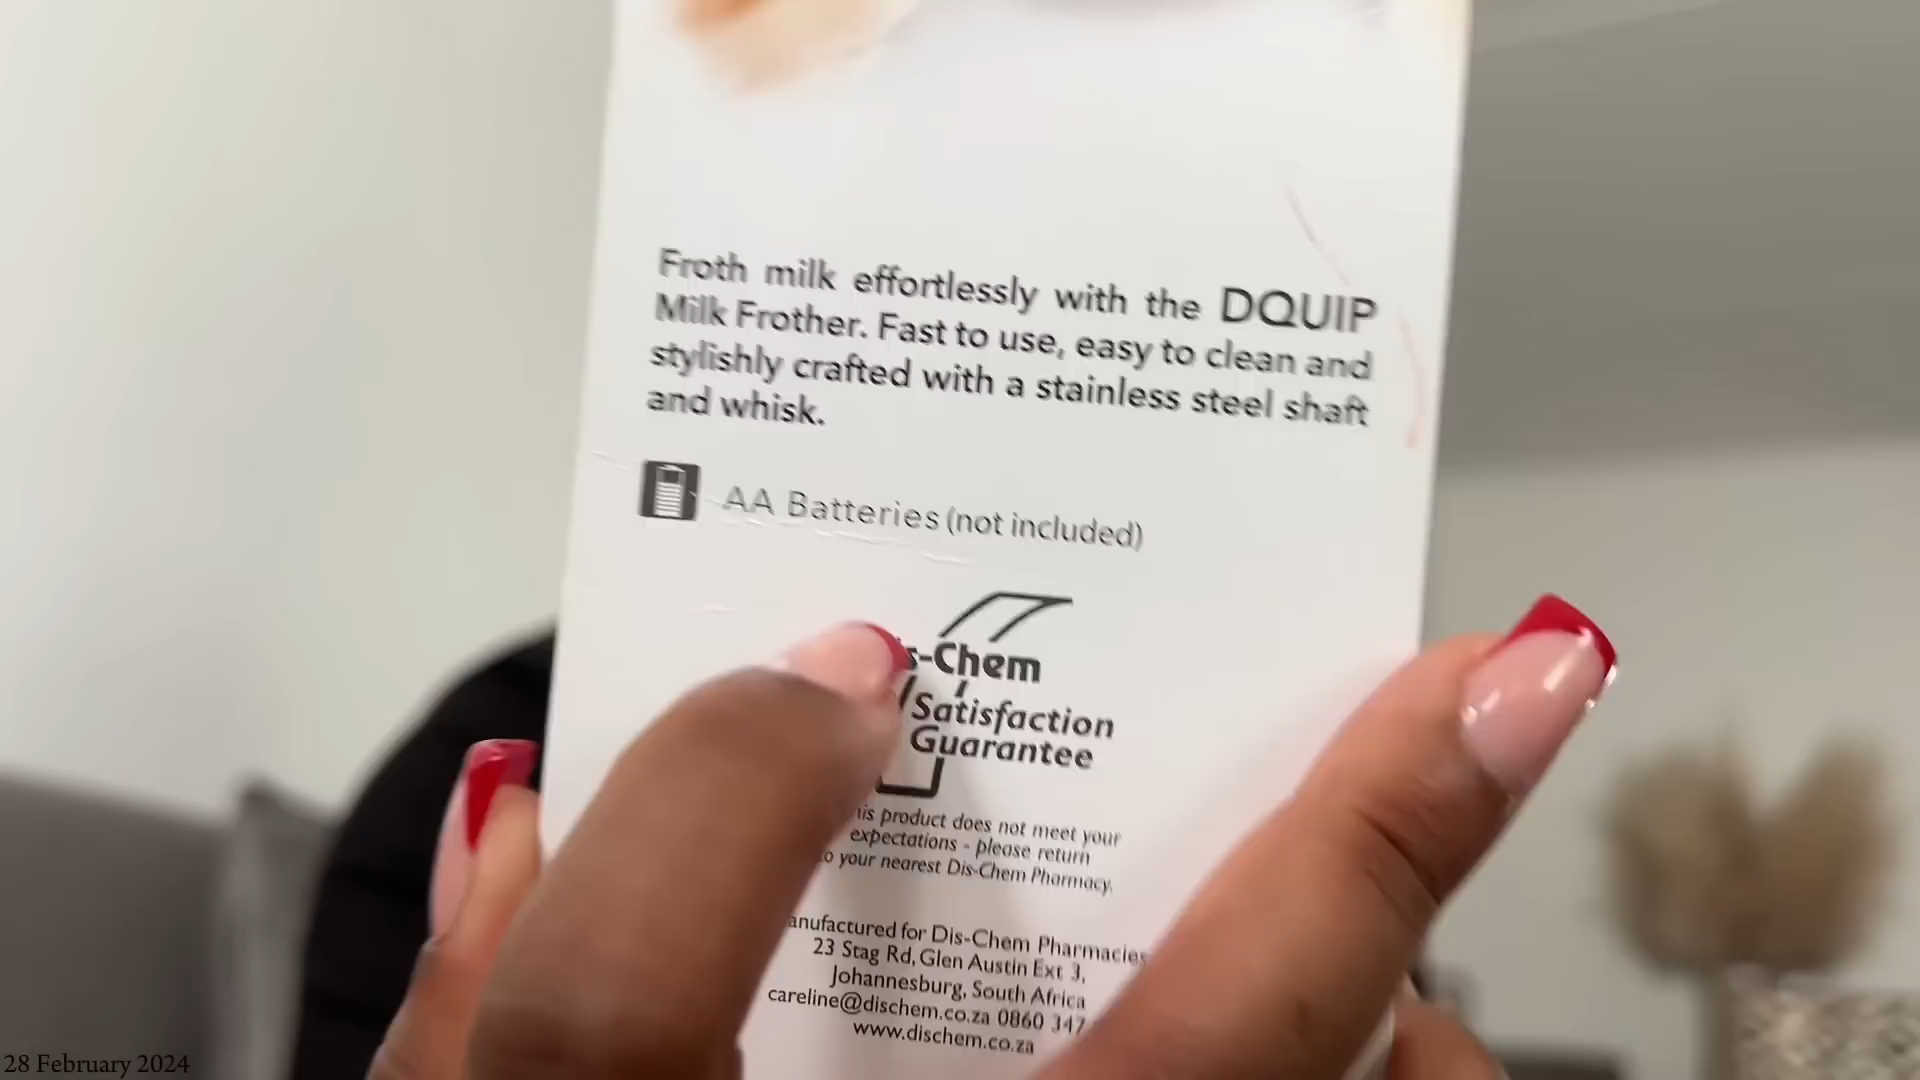 Froth milk effortlessly with the DQUIP
Milk Frother. Fast to use, easy to clean and
stylishly crafted with a stainless steel shaft
and whisk.
AA Batteries (not included)
s-Chem
Satisfaction
Guarantee
is product does not meet your
expectations - please return
o your nearest Dis-Chem Pharmacy.
anufactured for Dis-Chem Pharmacies
23 Stag Rd, Glen Austin Ext 3,
Johannesburg, South Africa
careline@dischem.co.za 0860 347
www.dischem.co.za
28 February 2024